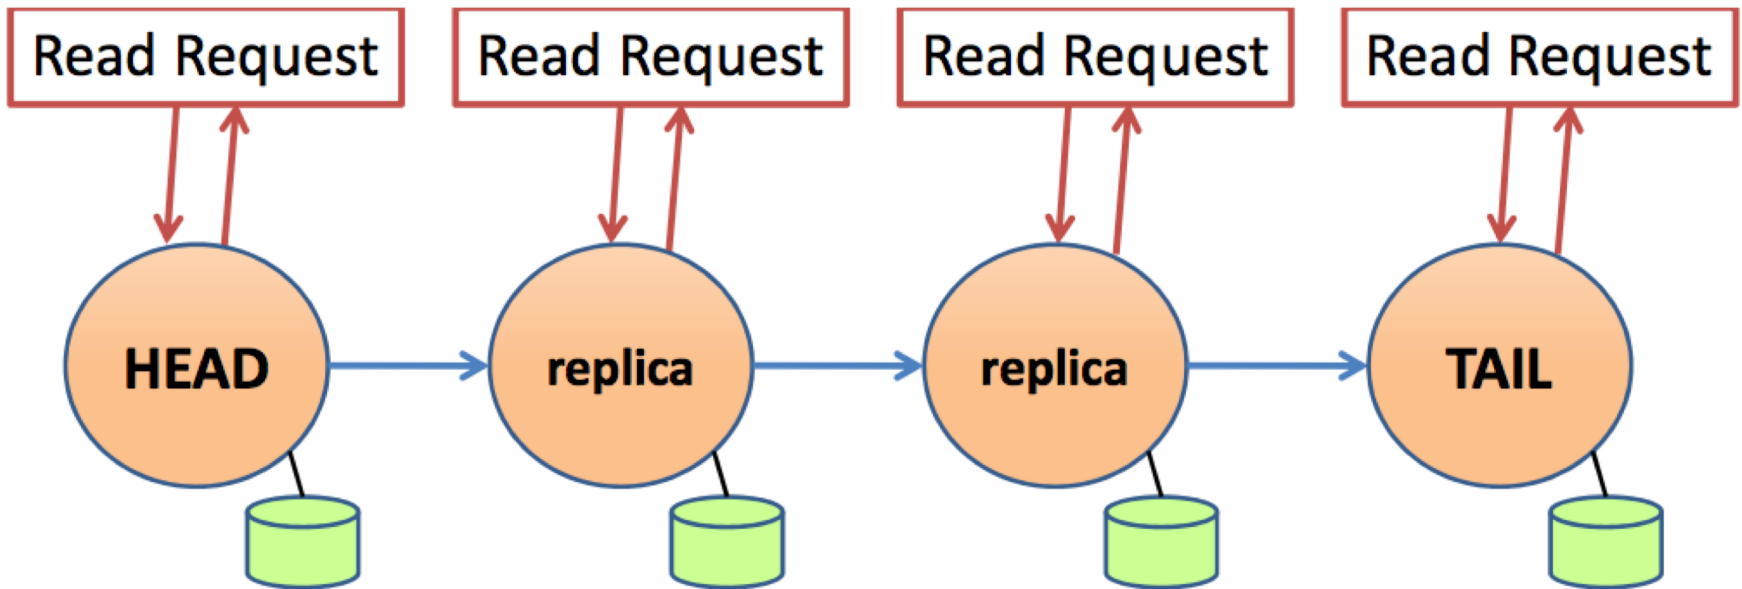 Read Request
Read Request
Read Request
Read Request
HEAD
replica
replica
TAIL